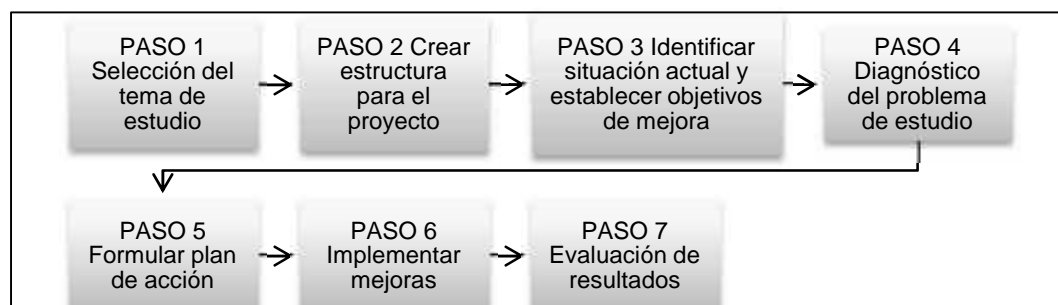 PASO 1
Selección del
tema de
estudio
PASO 2 Crear
estructura
para el
proyecto
PASO 3 Identificar
situación actual y
establecer objetivos
de mejora
PASO 4
Diagnóstico
del problema
de estudio
PASO 5
Formular plan
de acción
PASO 6
Implementar
mejoras
PASO 7
Evaluación de
resultados